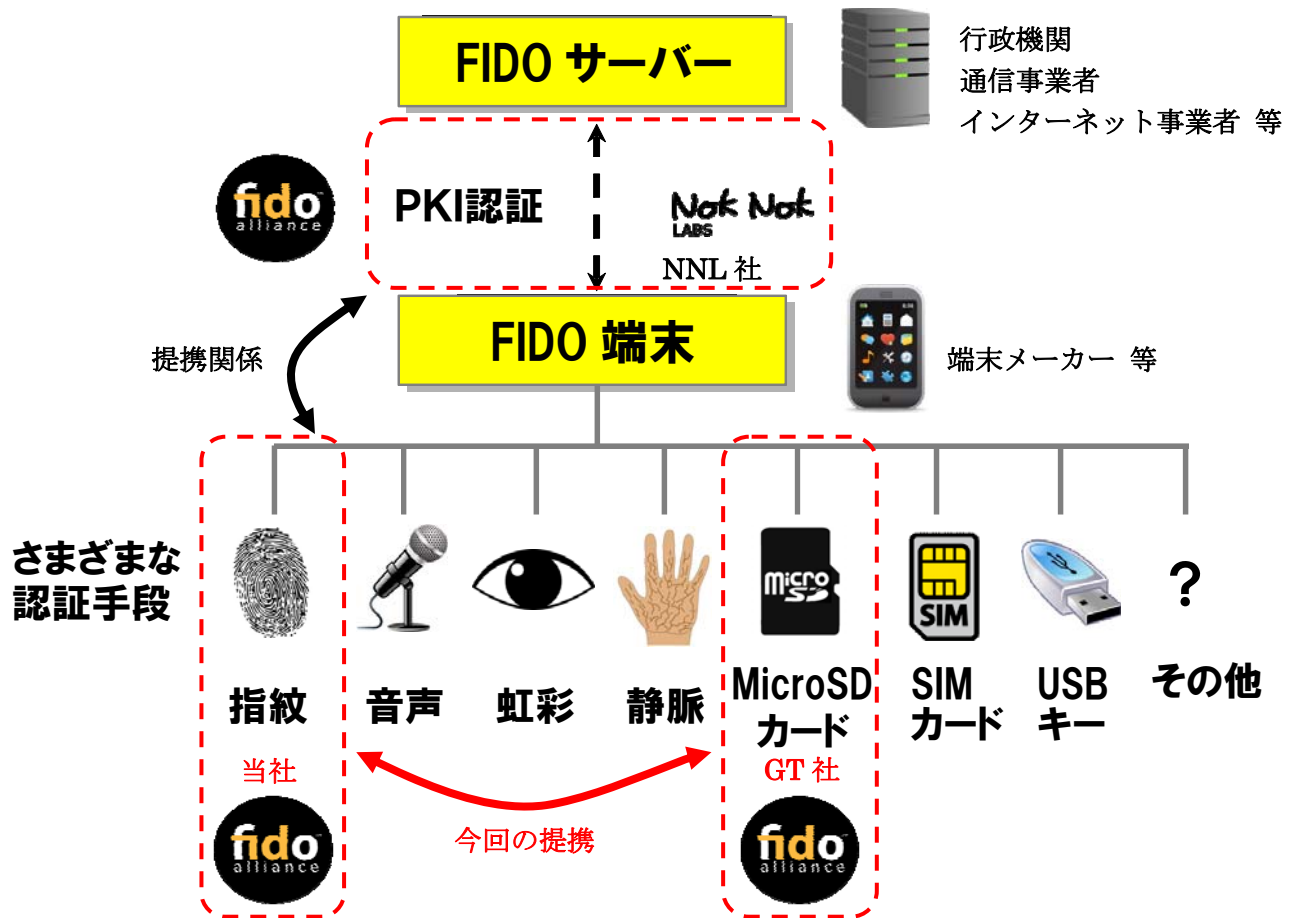 FIDO サーバー
行政機関
通信事業者
インターネット事業者 等
fido
alliance
PKI認証
Nok Nok
LABS
NNL 社
FIDO 端末
端末メーカー 等
提携関係
さまざまな
認証手段
micro
SD
SIM
?
指紋
音声
虹彩
静脈
MicroSD
カード
SIM
カード
USB
キー
その他
当社
GT 社
今回の提携
fido
alliance
fido
alliance